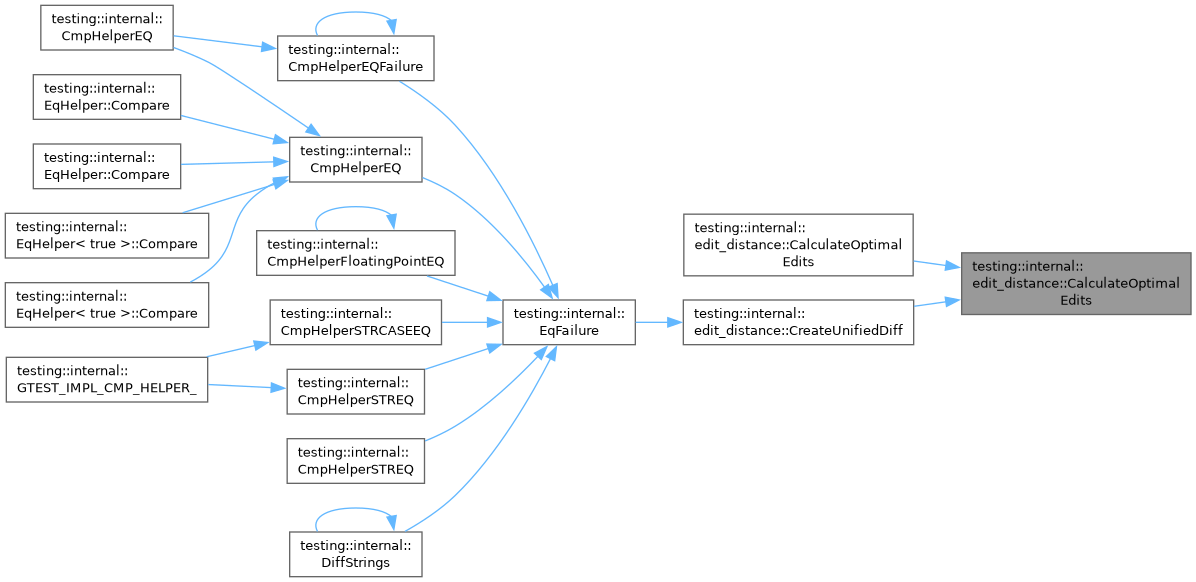 testing::internal::
CmpHelperEQ
testing::internal::
EqHelper::Compare
testing::internal::
EqHelper::Compare
testing::internal::
EqHelper< true >::Compare
testing::internal::
EqHelper< true >::Compare
testing::internal::
GTEST_IMPL_CMP_HELPER_
testing::internal::
CmpHelperEQFailure
testing::internal::
CmpHelperEQ
testing::internal::
CmpHelperFloatingPointEQ
testing::internal::
CmpHelperSTRCASEEQ
testing::internal::
CmpHelperSTREQ
testing::internal::
CmpHelperSTREQ
testing::internal::
DiffStrings
testing::internal::
EqFailure
testing::internal::
edit_distance::CalculateOptimal
Edits
testing::internal::
edit_distance::CreateUnifiedDiff
testing::internal::
edit_distance::CalculateOptimal
Edits